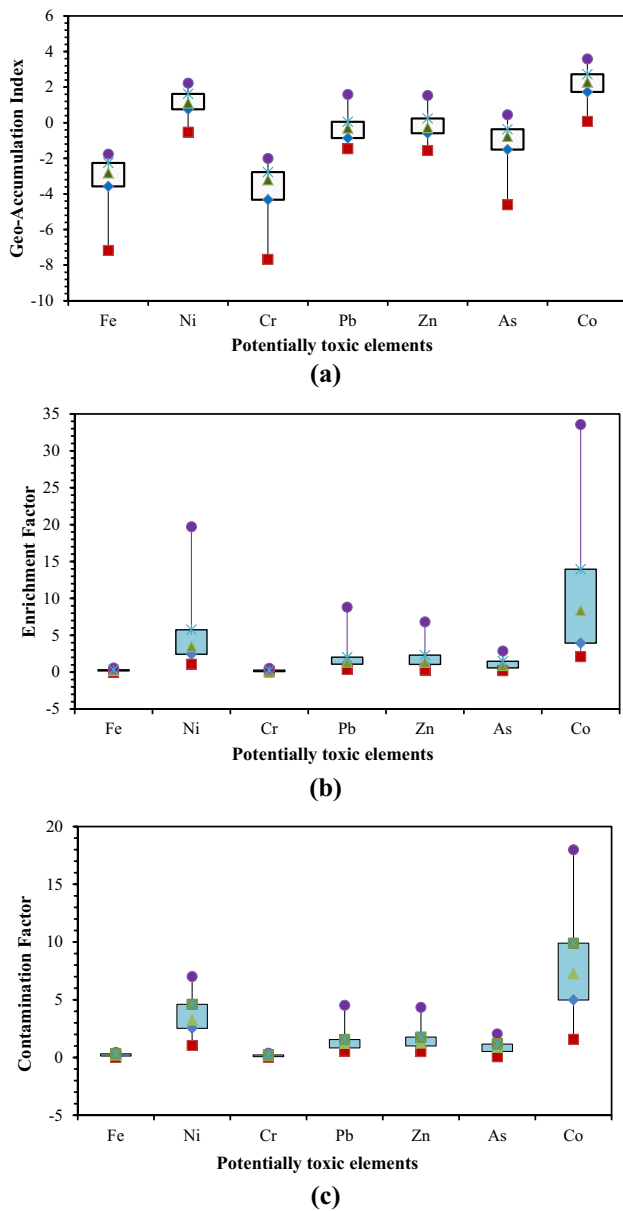 6
4
2
0
-2
-4
-6
-8
-10
Geo-Accumulation Index
Fe Ni Cr Pb Zn As Co
Potentially toxic elements
(a)
35
30
25
20
15
10
5
0
-5
Enrichment Factor
Fe Ni Cr Pb Zn As Co
Potentially toxic elements
(b)
20
15
10
5
0
-5
Contamination Factor
Fe Ni Cr Pb Zn As Co
Potentially toxic elements
(c)